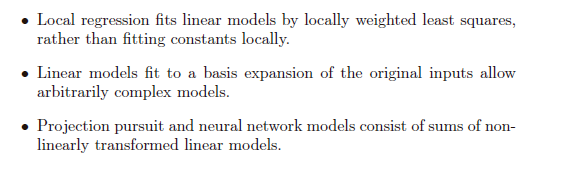 • Local regression fits linear models by locally weighted least squares,
rather than fitting constants locally.
• Linear models fit to a basis expansion of the original inputs allow
arbitrarily complex models.
• Projection pursuit and neural network models consist of sums of non-
linearly transformed linear models.